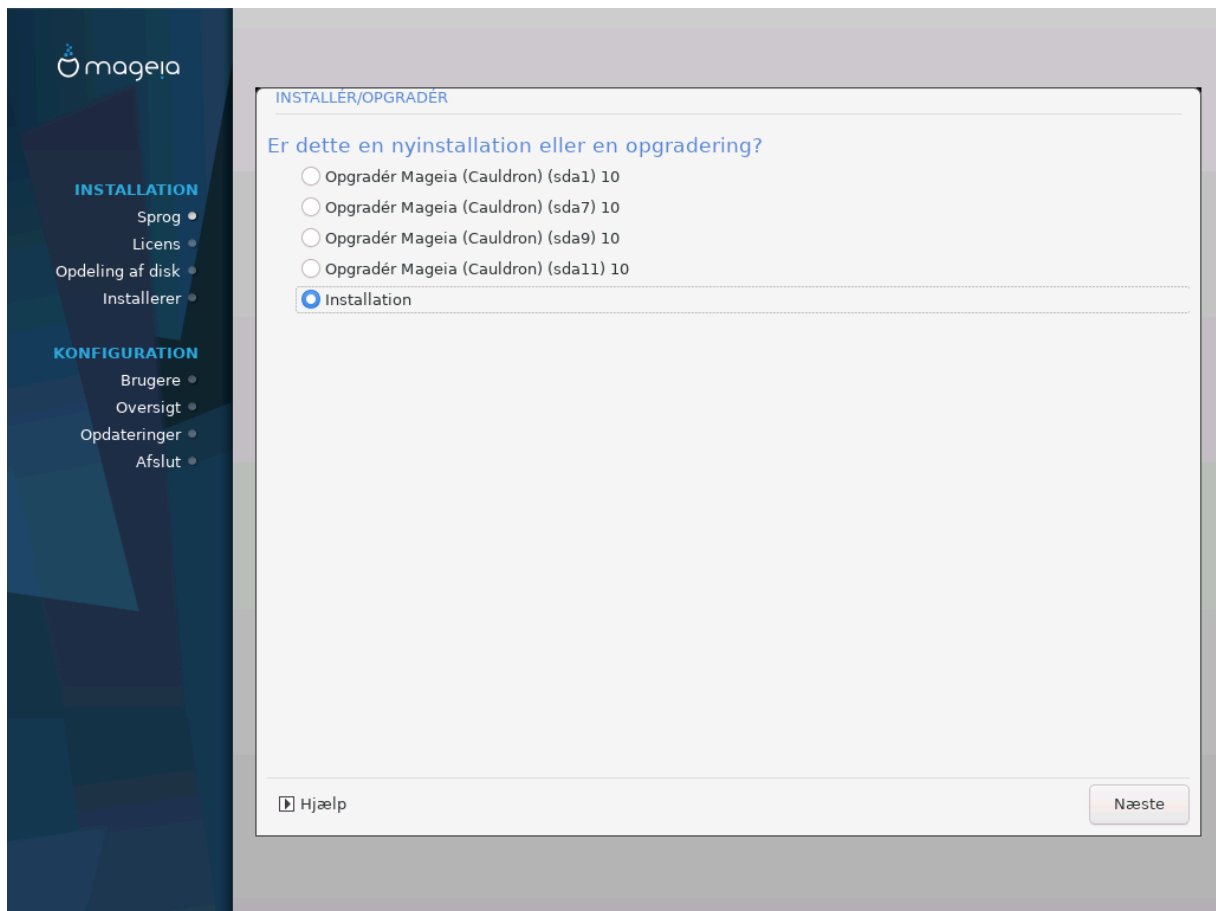 mageia
INSTALLATION
Sprog
Licens
Opdeling af disk
Installerer
KONFIGURATION
Brugere
Oversigt
Opdateringer
Afslut
INSTALLÉR/OPGRADÉR
Er dette en nyinstallation eller en opgradering?
Opgradér Mageia (Cauldron) (sda1) 10
Opgradér Mageia (Cauldron) (sda7) 10
Opgradér Mageia (Cauldron) (sda9) 10
Opgradér Mageia (Cauldron) (sda11) 10
Installation
Hjælp
Næste